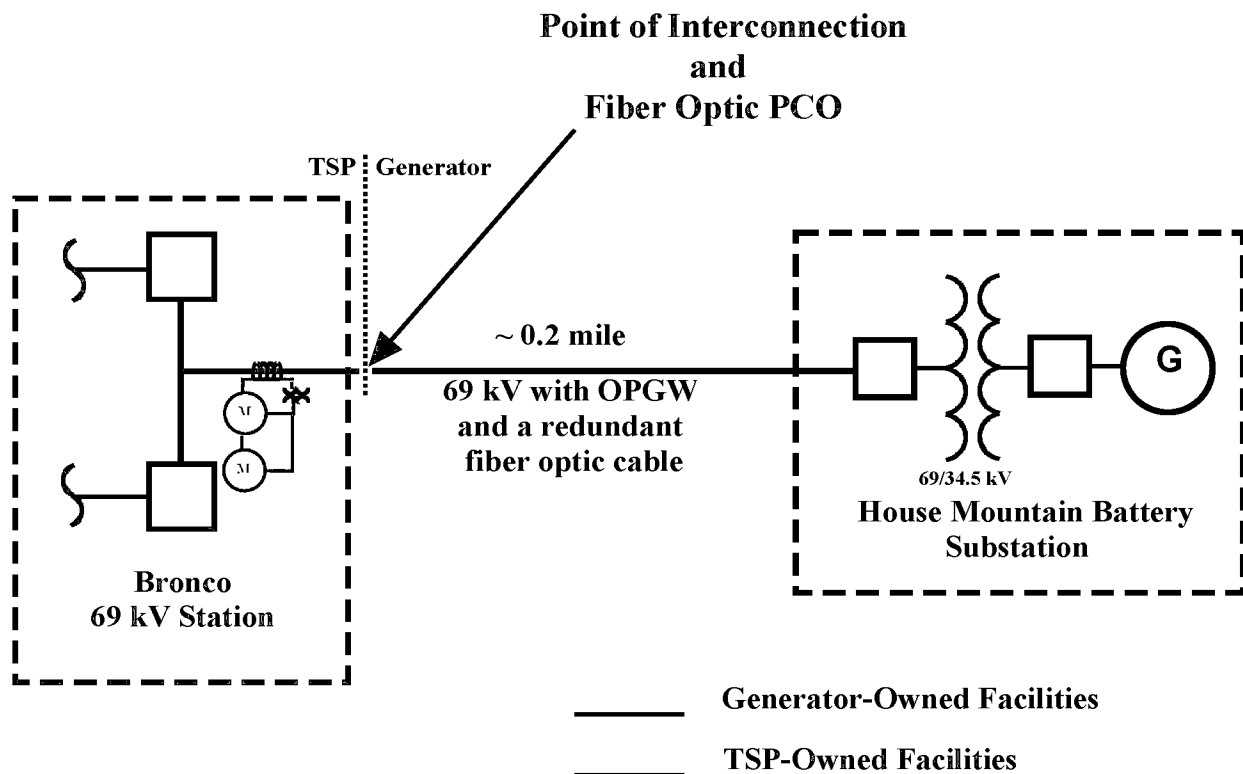 Point of Interconnection
and
Fiber Optic PCO
TSP
Generator
~ 0.2 mile
69 kV with OPGW
and a redundant
fiber optic cable
M
M
G
69/34.5 kV
House Mountain Battery
Substation
Bronco
69 kV Station
Generator-Owned Facilities
TSP-Owned Facilities